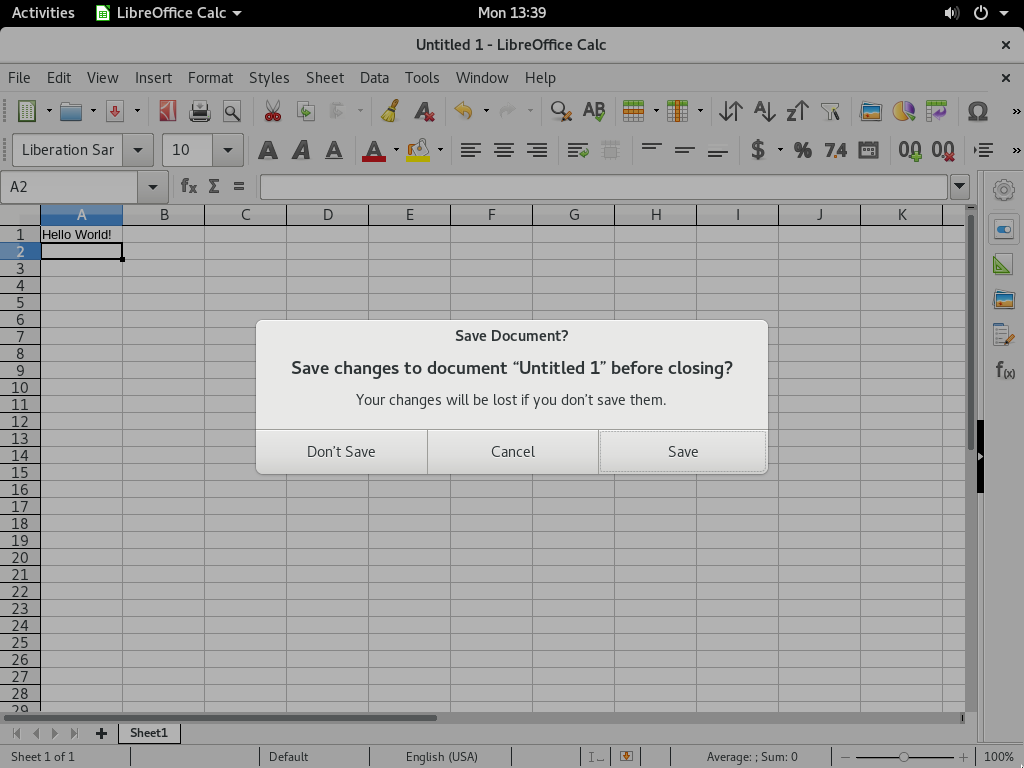 Activities LibreOffice Calc Mon 13:39
Untitled 1 - LibreOffice Calc
File Edit View Insert Format Styles Sheet Data Tools Window Help
Liberation Sar 10
A2
A B C D E F G H I J K
1 Hello World!
2
3
4
5
6
7
8
9
10
11
12
13
14
15
16
17
18
19
20
21
22
23
24
25
26
27
28
29
Save Document?
Save changes to document “Untitled 1” before closing?
Your changes will be lost if you don’t save them.
Don’t Save Cancel Save
Sheet1
Sheet 1 of 1 Default English (USA) Average: ; Sum: 0 100%